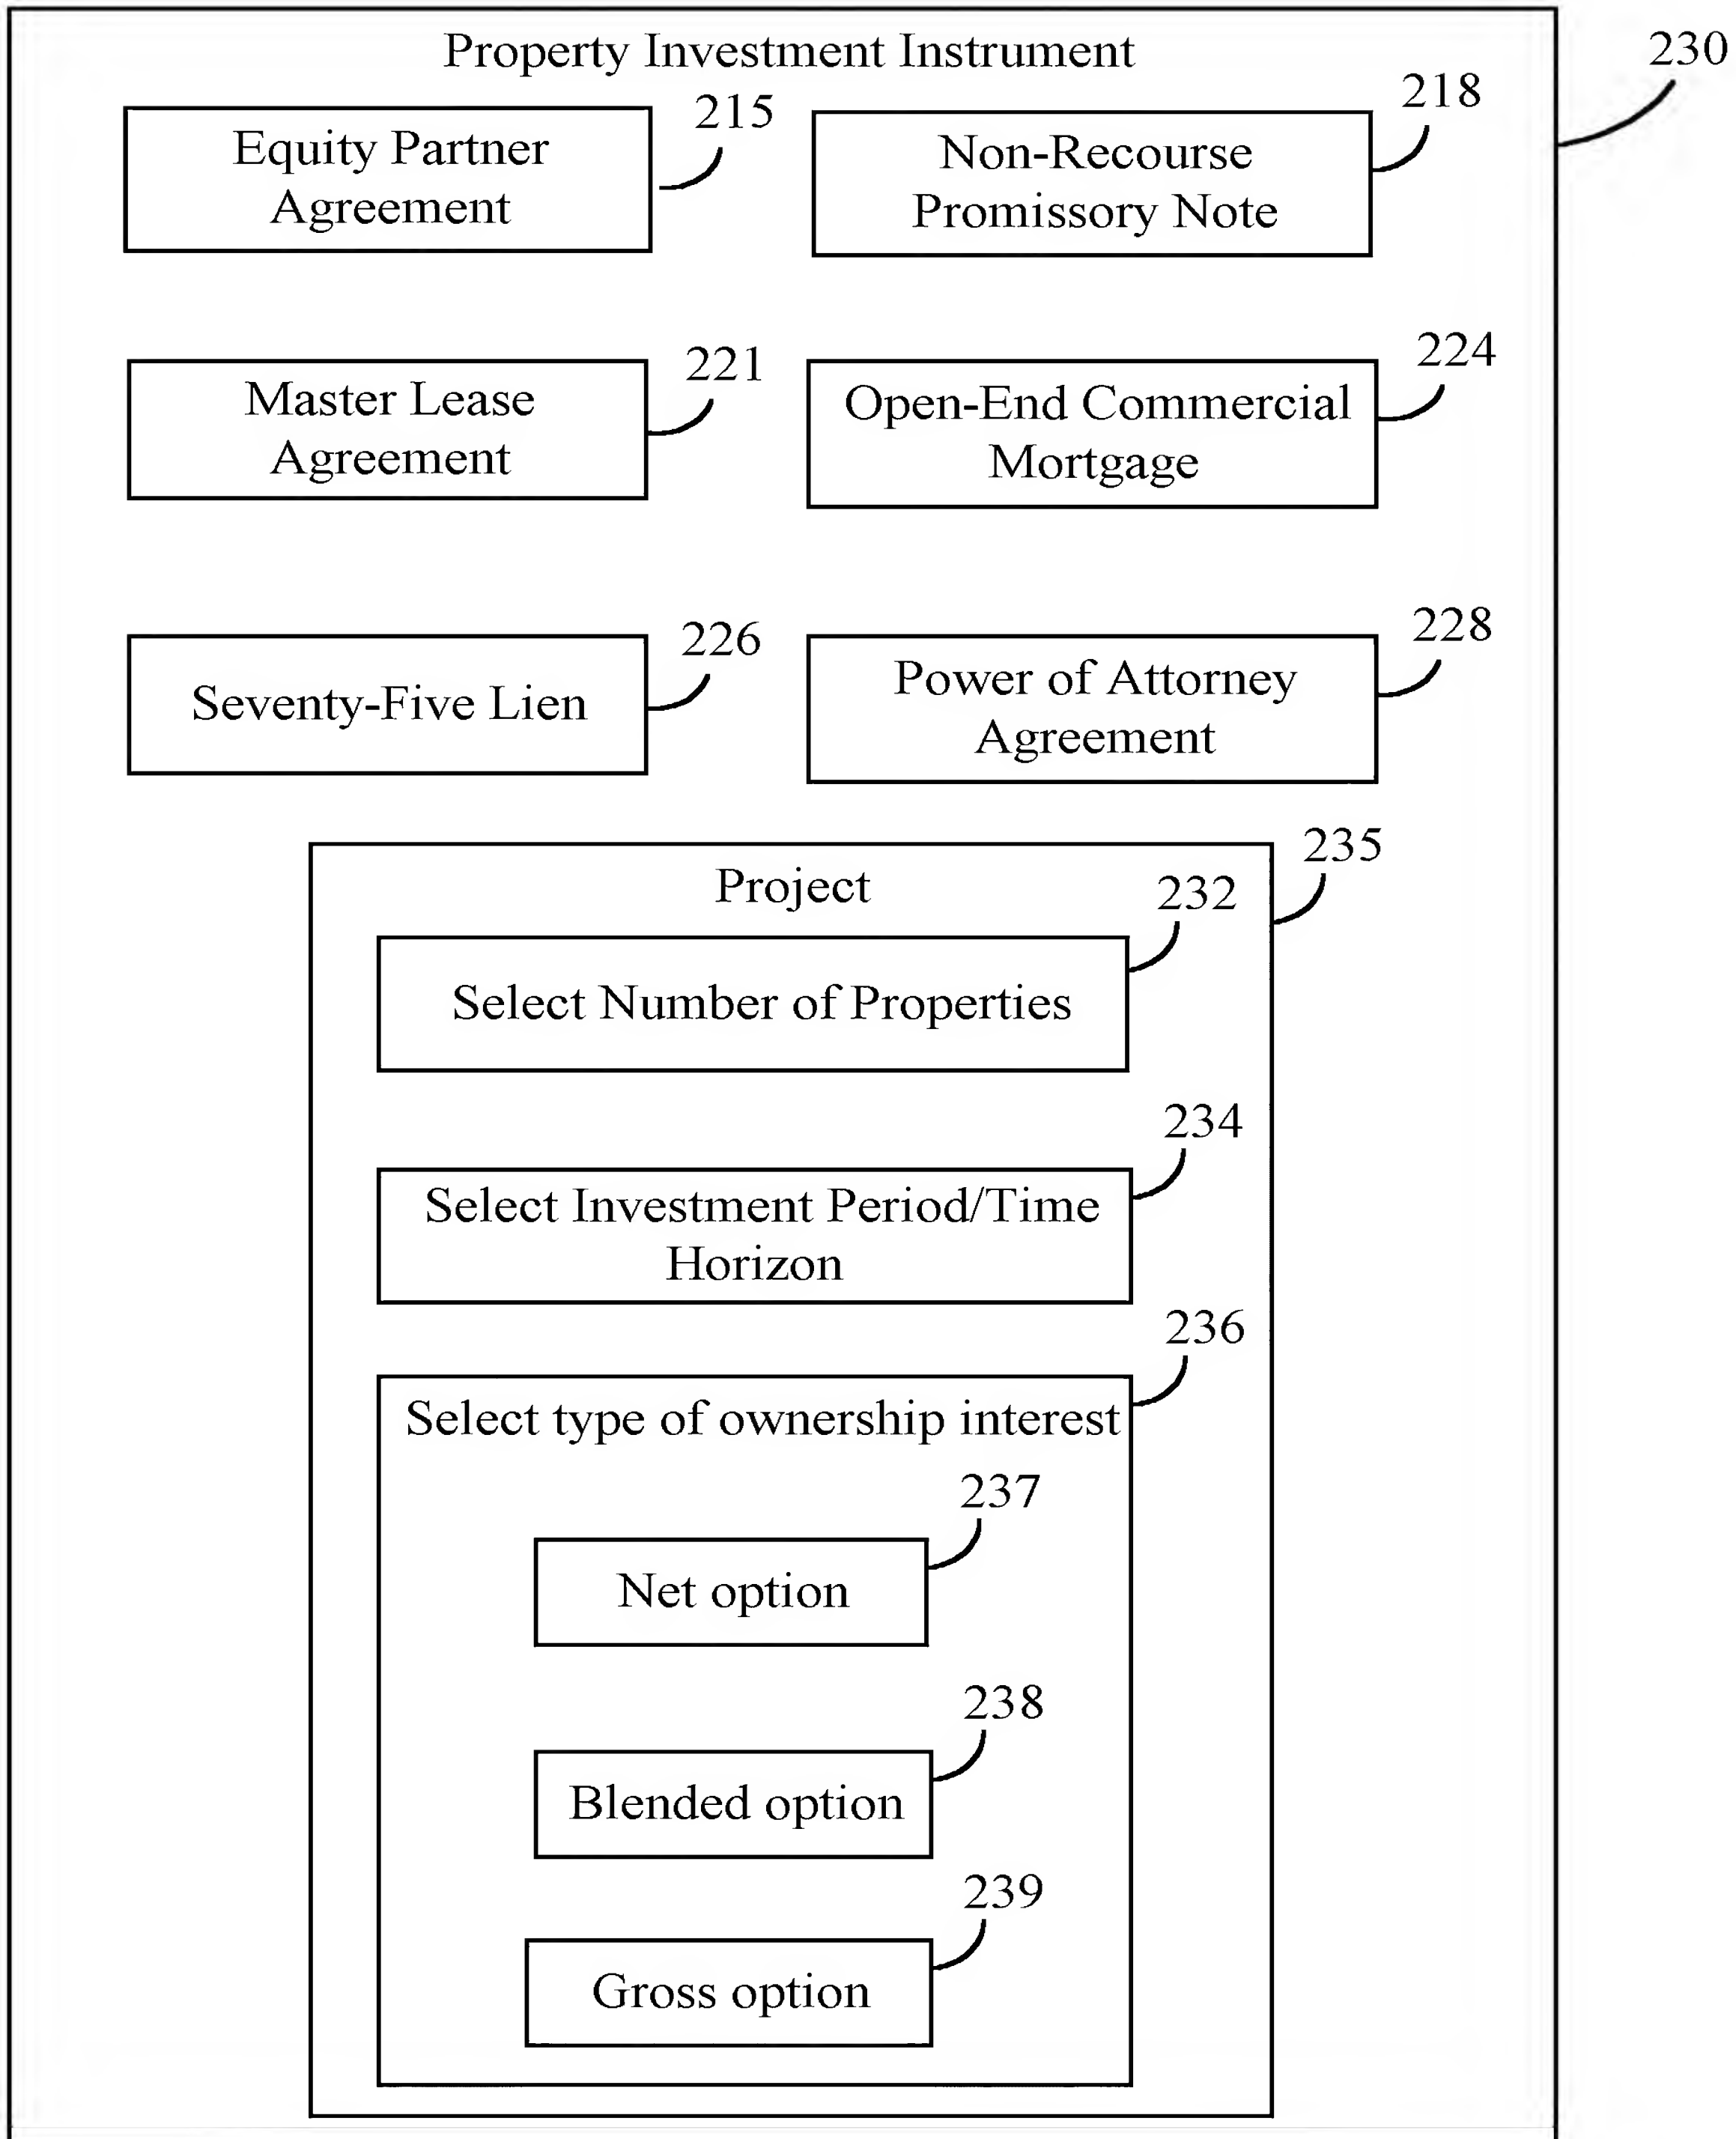 Property Investment Instrument
230
215
218
Equity Partner
Agreement
Non-Recourse
Promissory Note
221
224
Master Lease
Agreement
Open-End Commercial
Mortgage
226
228
Seventy-Five Lien
Power of Attorney
Agreement
235
Project
232
Select Number of Properties
234
Select Investment Period/Time
Horizon
236
Select type of ownership interest
237
Net option
238
Blended option
239
Gross option